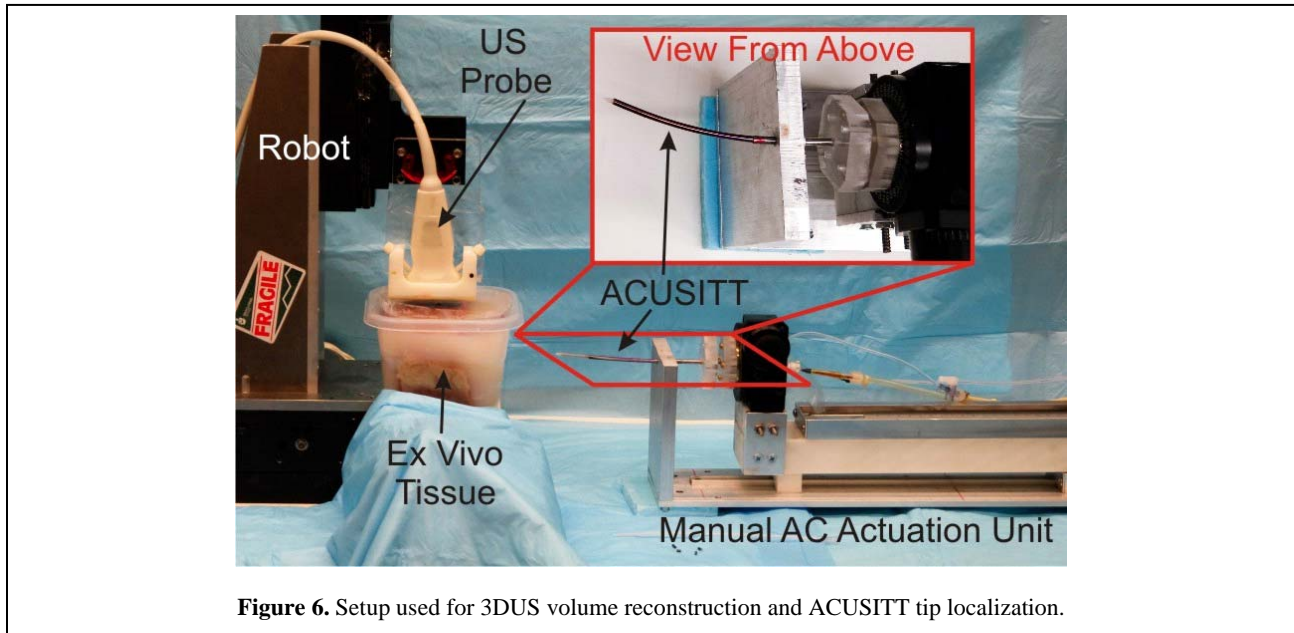 US
Probe
View From Above
Robot
FRAGILE
ACUSITT
Ex Vivo
Tissue
Manual AC Actuation Unit
Figure 6. Setup used for 3DUS volume reconstruction and ACUSITT tip localization.